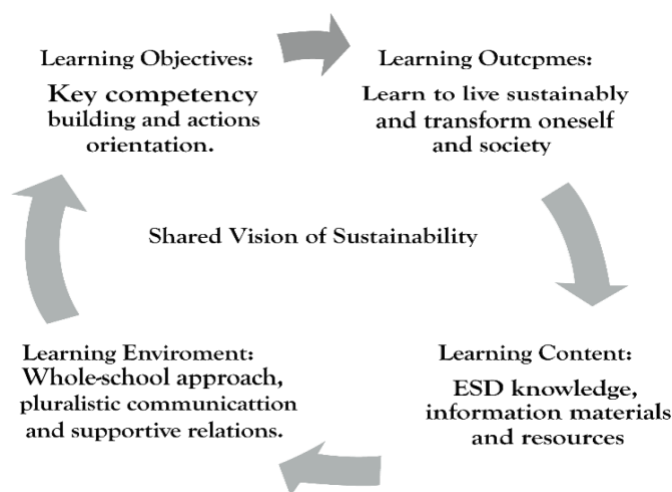 Learning Objectives:
Key competency
building and actions
orientation.
Learning Outcpmes:
Learn to live sustainably
and transform oneself
and society
Shared Vision of Sustainability
Learning Enviroment:
Whole-school approach,
pluralistic communicattion
and supportive relations.
Learning Content:
ESD knowledge,
information materials
and resources